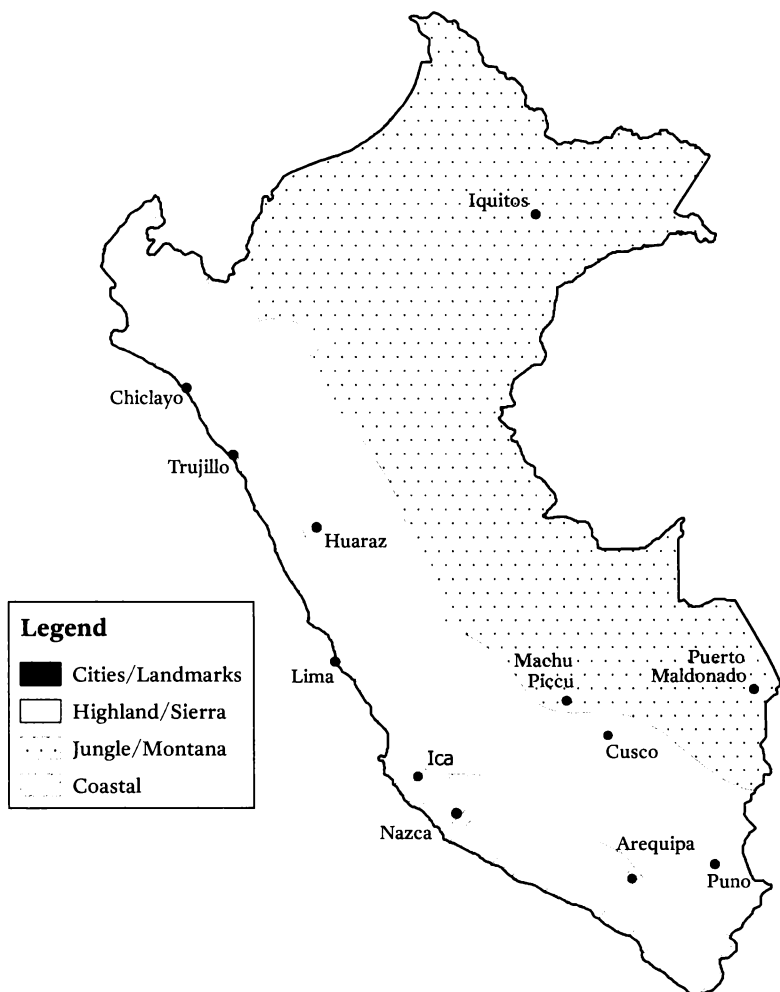 Iquitos
Chiclayo
Trujillo
Huaraz
Legend
Cities/Landmarks
Highland/Sierra
Jungle/Montana
Coastal
Lima
Machu
Piccu
Puerto
Maldonado
Cusco
Ica
Nazca
Arequipa
Puno